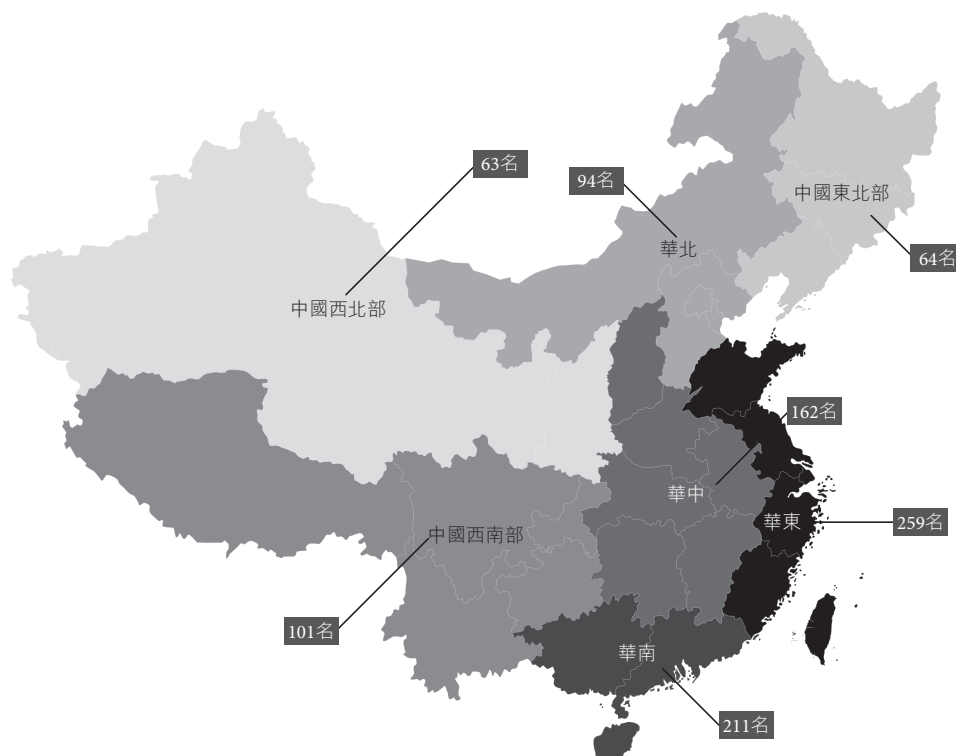 63名
94名
中國東北部
華北
64名
中國西北部
162名
華中
華東
259名
中國西南部
101名
華南
211名